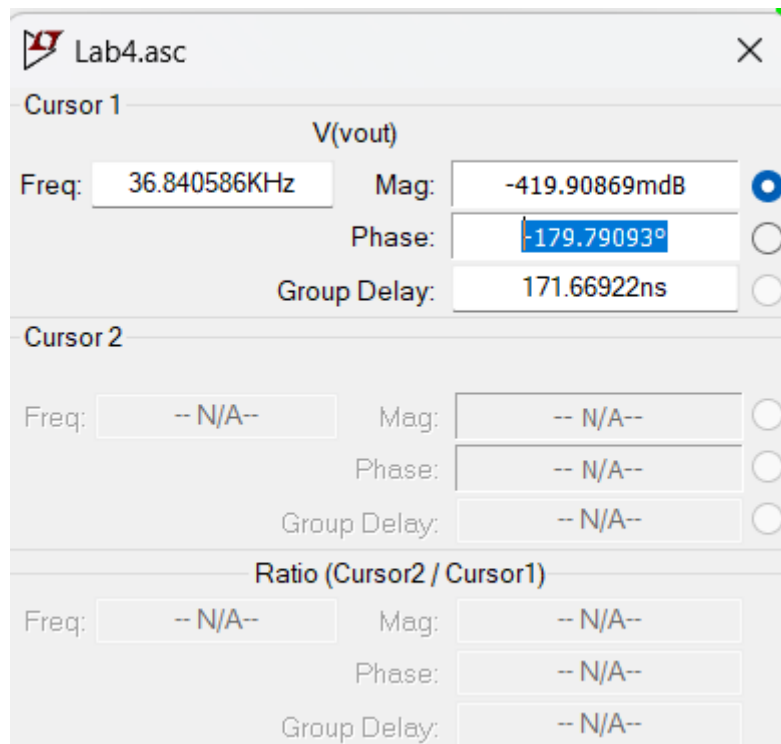 Lab4.asc
Cursor 1
V(vout)
Freq: 36.840586KHz Mag: -419.90869mdB
Phase: -179.79093º
Group Delay: 171.66922ns
Cursor 2
Freq: -- N/A-- Mag: -- N/A--
Phase: -- N/A--
Group Delay: -- N/A--
Ratio (Cursor2 / Cursor1)
Freq: -- N/A-- Mag: -- N/A--
Phase: -- N/A--
Group Delay: -- N/A--